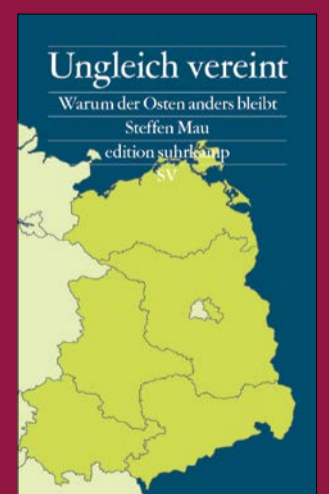 Ungleich vereint
Warum der Osten anders bleibt
Steffen Mau
edition suhrkamp
SV